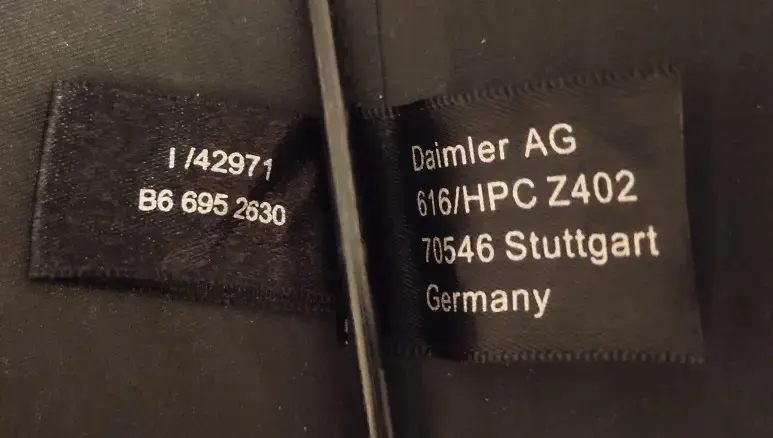 I /42971
B6 695 2630
Daimler AG
616/HPC Z402
70546 Stuttgart
Germany